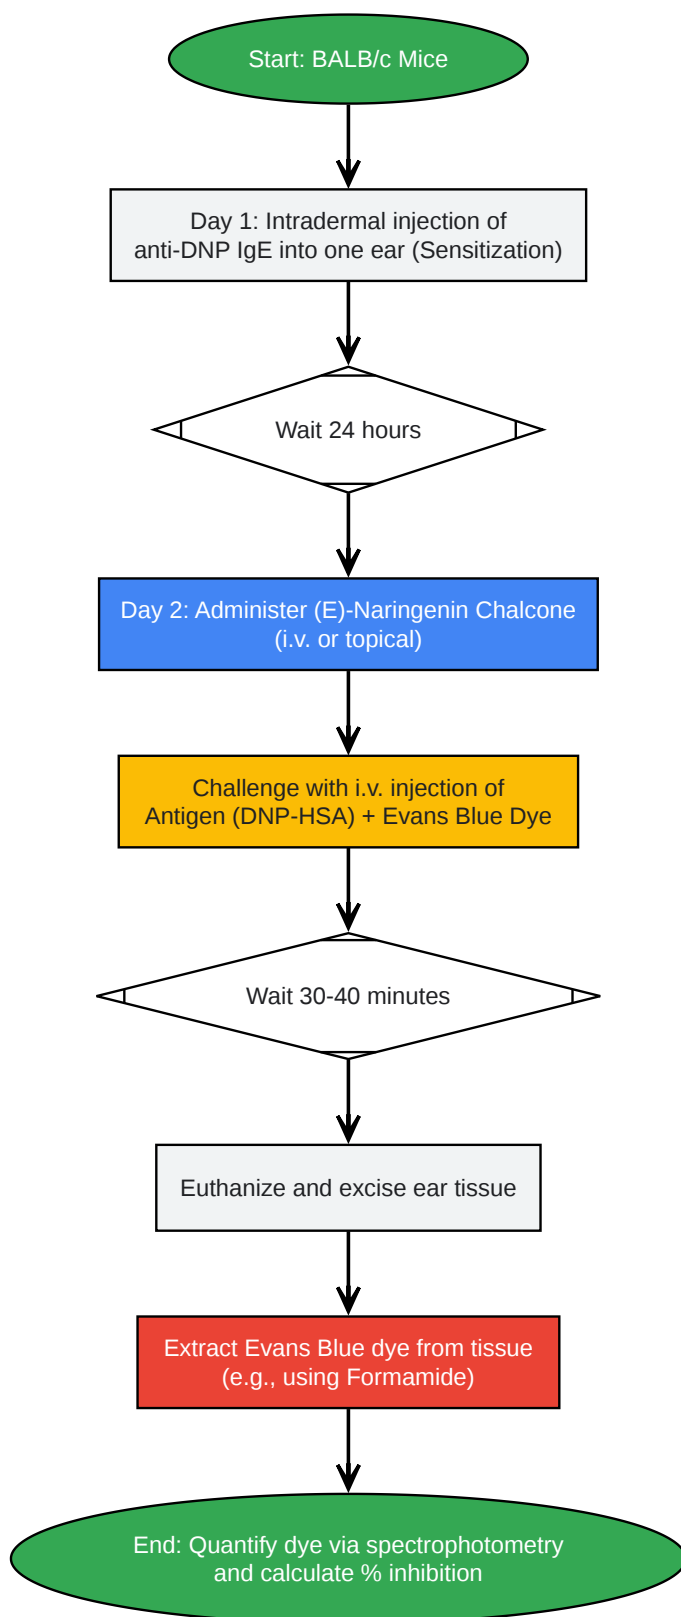 Start: BALB/c Mice
Day 1: Intradermal injection of
anti-DNP IgE into one ear (Sensitization)
Wait 24 hours
Day 2: Administer (E)-Naringenin Chalcone
(i.v. or topical)
Challenge with i.v. injection of
Antigen (DNP-HSA) + Evans Blue Dye
Wait 30-40 minutes
Euthanize and excise ear tissue
Extract Evans Blue dye from tissue
(e.g., using Formamide)
End: Quantify dye via spectrophotometry
and calculate % inhibition